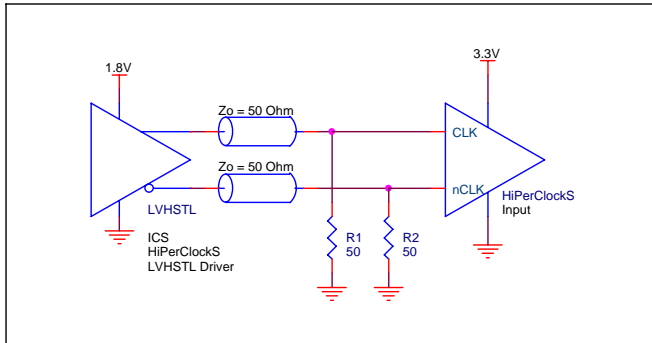 1.8V
3.3V
Zo = 50 Ohm
CLK
Zo = 50 Ohm
nCLK
LVHSTL
HiPerClockS
Input
ICS
HiPerClockS
LVHSTL Driver
R1
50
R2
50